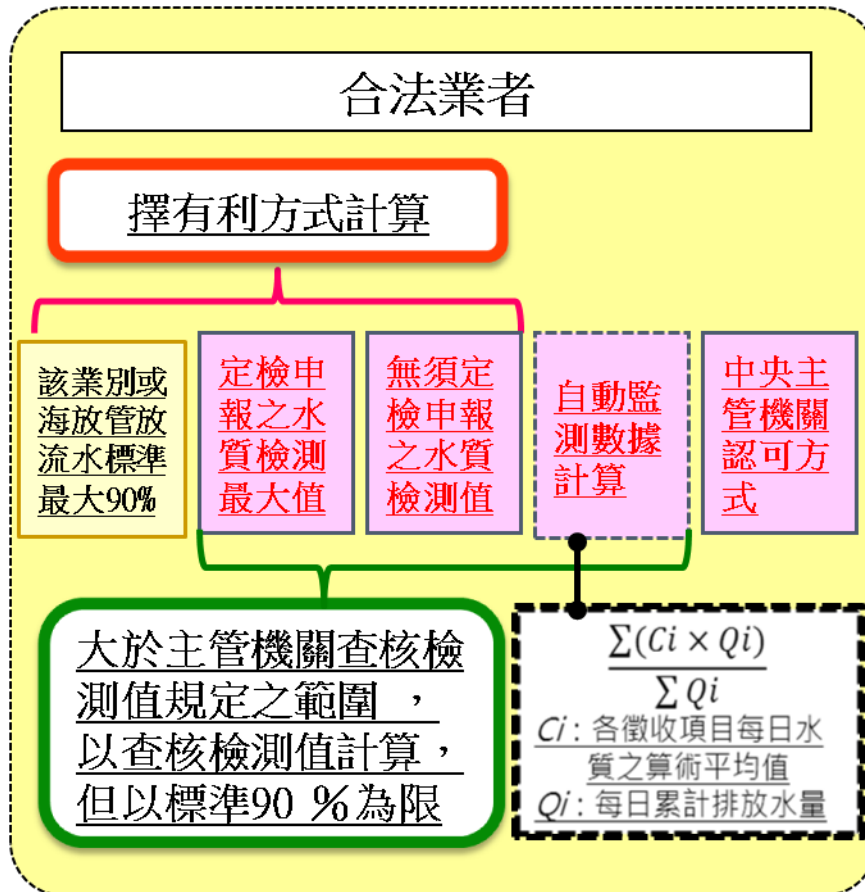 合法業者
擇有利方式計算
該業別或
海放管放
流水標準
最大90%
定檢申
報之水
質檢測
最大值
無須定
檢申報
之水質
檢測值
自動監
測數據
計算
中央主
管機關
認可方
式
大於主管機關查核檢
測值規定之範圍 ，
以查核檢測值計算，
但以標準90 %為限
∑(Ci × Qi)
∑ Qi
Ci：各徵收項目每日水
質之算術平均值
Qi：每日累計排放水量